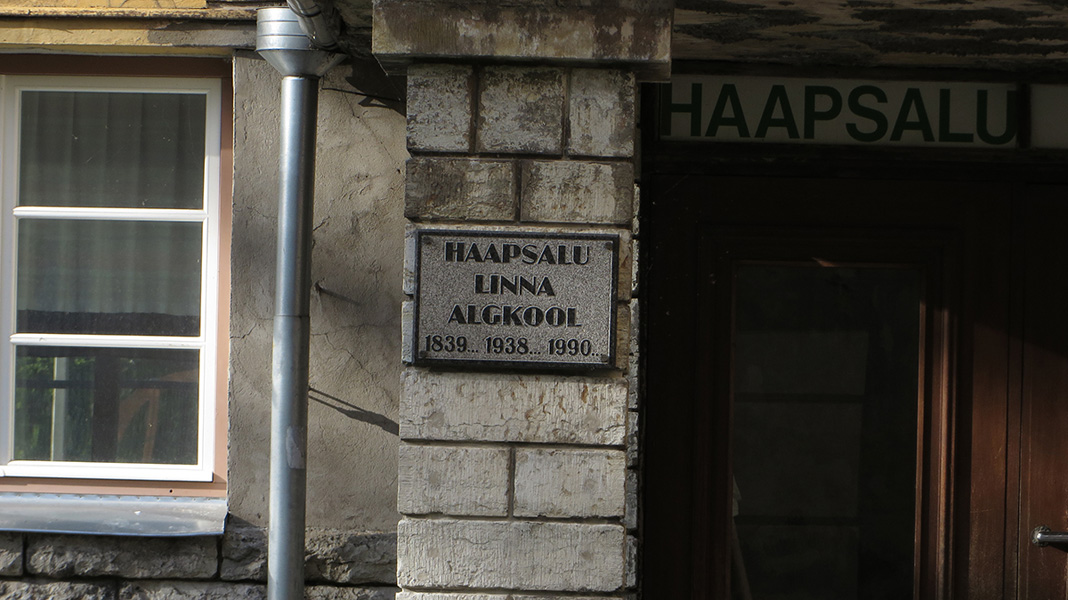 HAAPSALU
HAAPSALU
LINNA
ALGKOOL
1839... 1938... 1990...